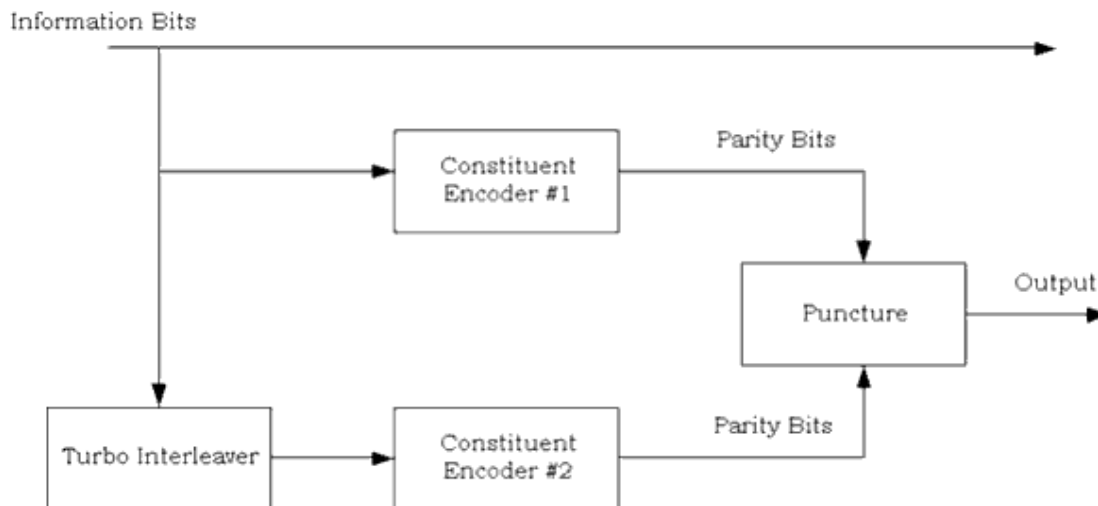 Information Bits
Constituent
Encoder #1
Parity Bits
Puncture
Output
Turbo Interleaver
Constituent
Encoder #2
Parity Bits